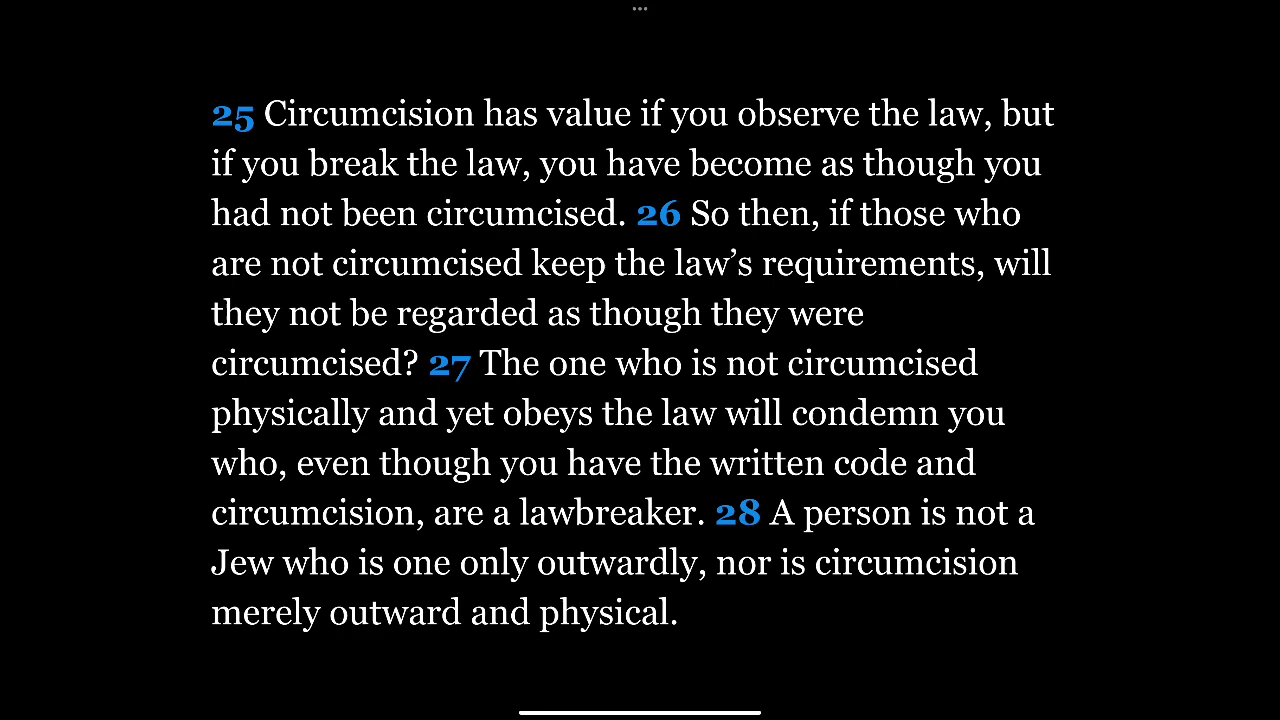 25 Circumcision has value if you observe the law, but
if you break the law, you have become as though you
had not been circumcised. 26 So then, if those who
are not circumcised keep the law’s requirements, will
they not be regarded as though they were
circumcised? 27 The one who is not circumcised
physically and yet obeys the law will condemn you
who, even though you have the written code and
circumcision, are a lawbreaker. 28 A person is not a
Jew who is one only outwardly, nor is circumcision
merely outward and physical.